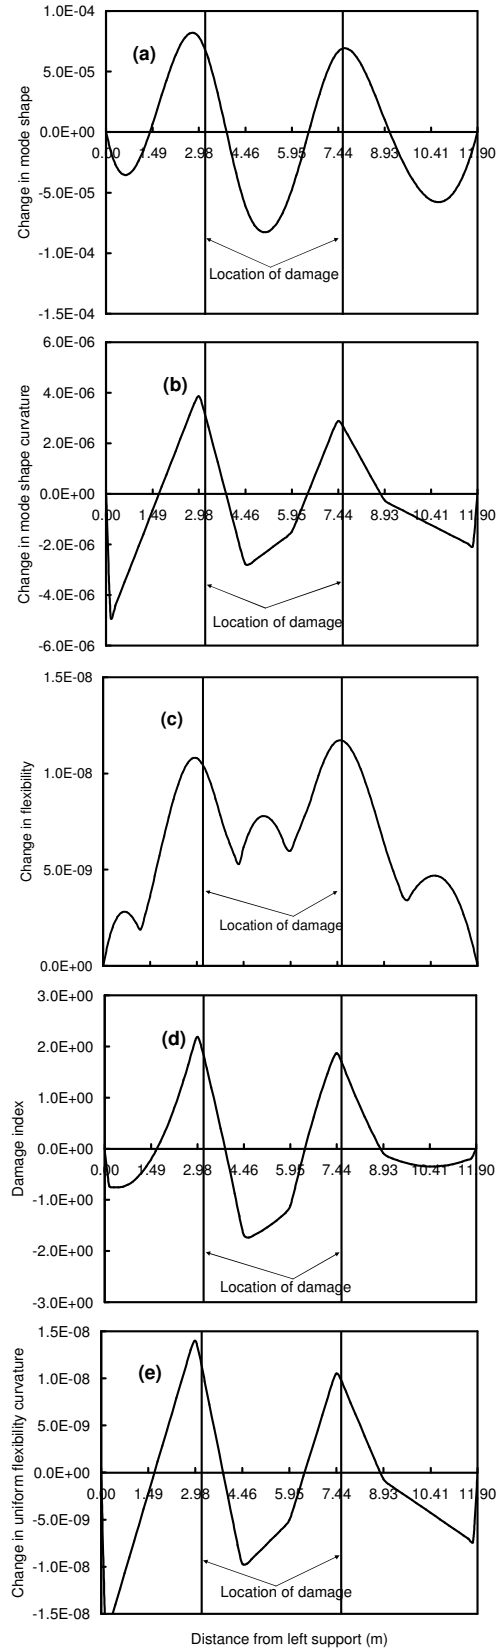 1.0E-04
(a)
5.0E-05
0.0E+00
0.00 1.49 2.98 4.46 5.95 7.44 8.93 10.41 11.90
-5.0E-05
-1.0E-04
Location of damage
-1.5E-04
Change in mode shape
6.0E-06
(b)
4.0E-06
2.0E-06
0.0E+00
0.00 1.49 2.98 4.46 5.95 7.44 8.93 10.41 11.90
-2.0E-06
-4.0E-06
Location of damage
-6.0E-06
Change in mode shape curvature
1.5E-08
(c)
1.0E-08
5.0E-09
Location of damage
0.0E+00
Change in flexibility
3.0E+00
(d)
2.0E+00
1.0E+00
0.0E+00
0.00 1.49 2.98 4.46 5.95 7.44 8.93 10.41 11.90
-1.0E+00
-2.0E+00
Location of damage
-3.0E+00
Damage index
1.5E-08
(e)
1.0E-08
5.0E-09
0.0E+00
0.00 1.49 2.98 4.46 5.95 7.44 8.93 10.41 11.90
-5.0E-09
-1.0E-08
Location of damage
-1.5E-08
Change in uniform flexibility curvature
Distance from left support (m)